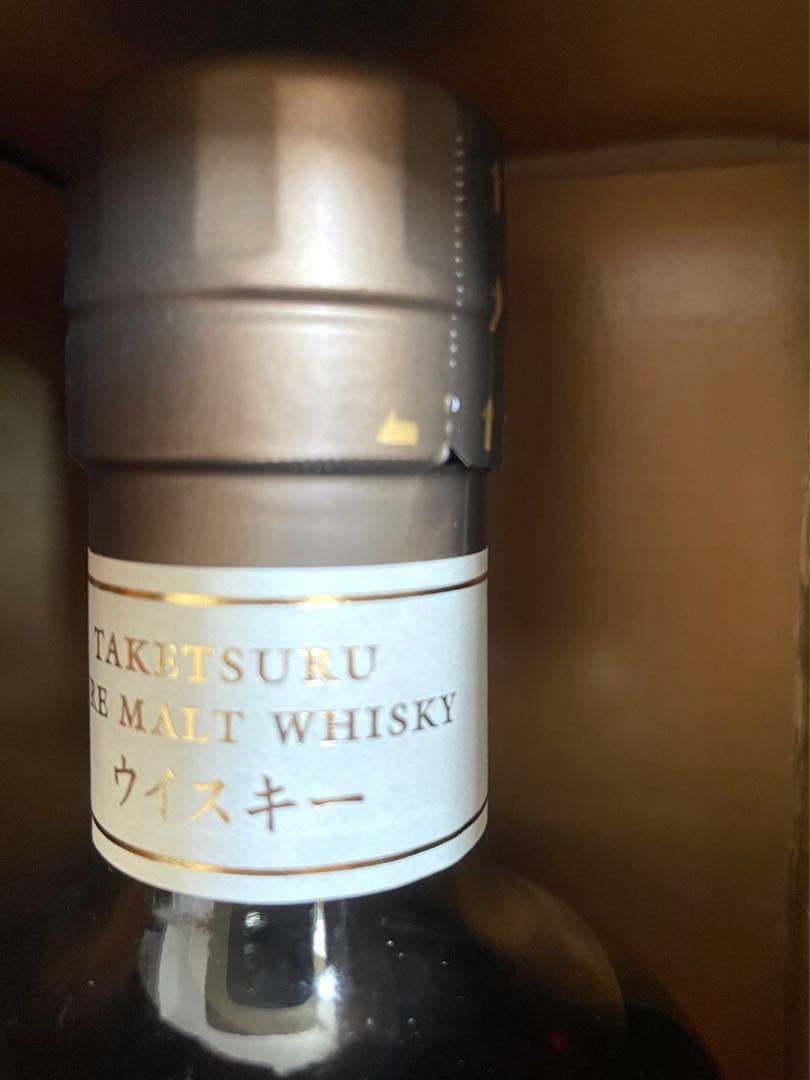 TAKETSURU
RE MALT WHISKY
ウイスキー